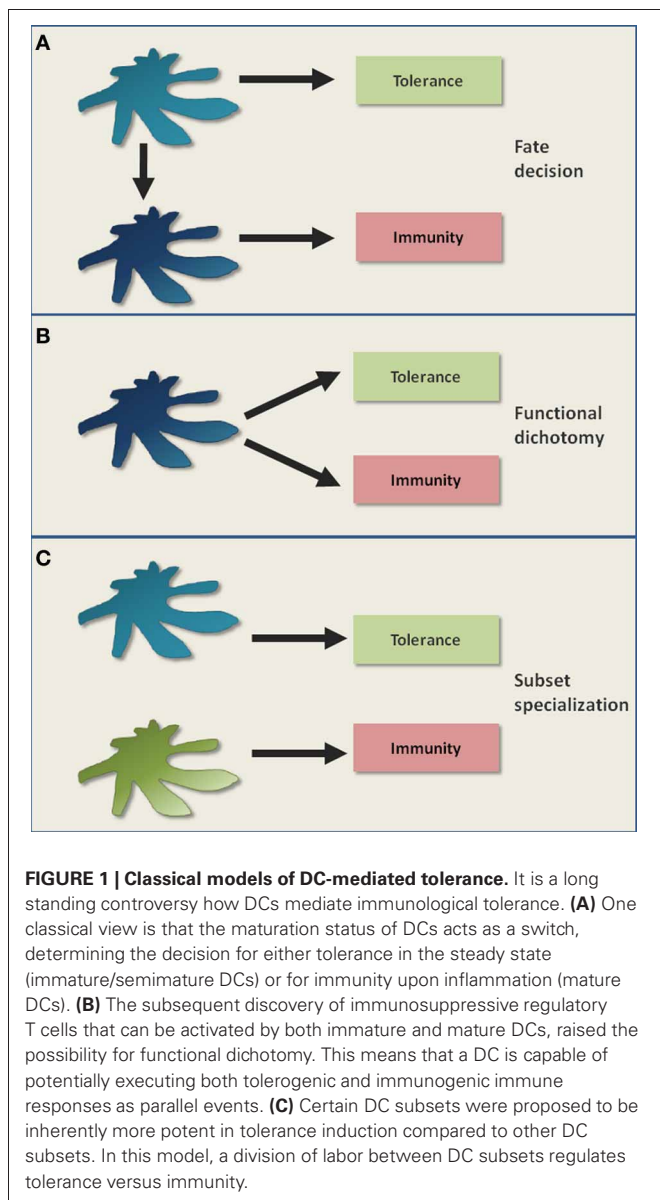 A
Tolerance
Fate
decision
Immunity
B
Tolerance
Functional
dichotomy
Immunity
C
Tolerance
Subset
specialization
Immunity
FIGURE 1 | Classical models of DC-mediated tolerance. It is a long
standing controversy how DCs mediate immunological tolerance. (A) One
classical view is that the maturation status of DCs acts as a switch,
determining the decision for either tolerance in the steady state
(immature/semimature DCs) or for immunity upon inflammation (mature
DCs). (B) The subsequent discovery of immunosuppressive regulatory
T cells that can be activated by both immature and mature DCs, raised the
possibility for functional dichotomy. This means that a DC is capable of
potentially executing both tolerogenic and immunogenic immune
responses as parallel events. (C) Certain DC subsets were proposed to be
inherently more potent in tolerance induction compared to other DC
subsets. In this model, a division of labor between DC subsets regulates
tolerance versus immunity.